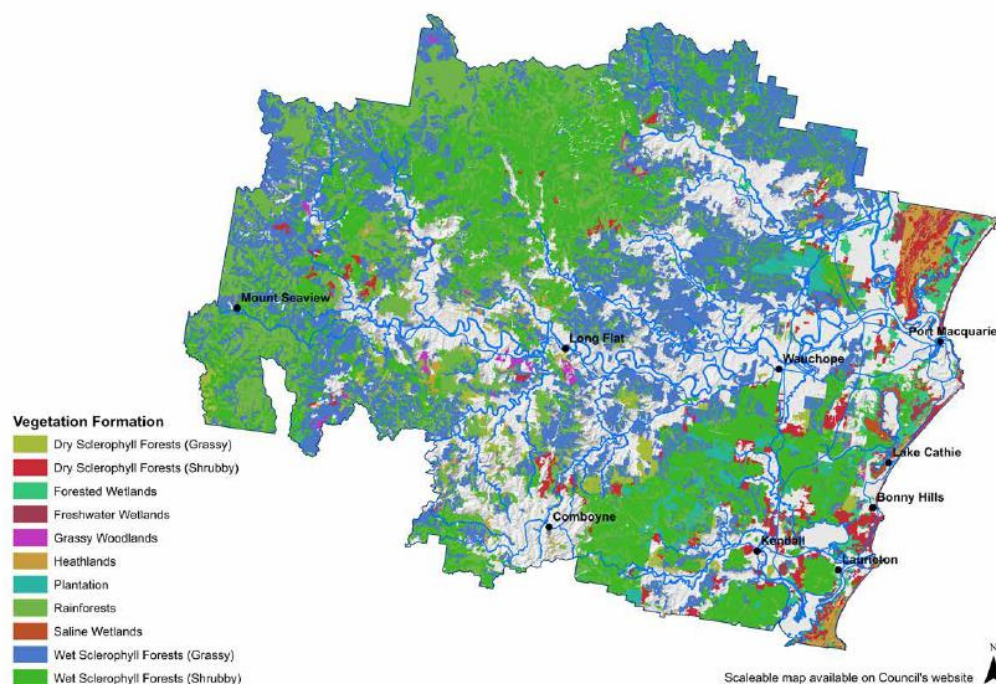 N
Mount Seaview
Long Flat
Port Macquarie
Wauchope
Lake Cathie
Bonny Hills
Comboyne
Kendall
Laurieton
Vegetation Formation
Dry Sclerophyll Forests (Grassy)
Dry Sclerophyll Forests (Shrubby)
Forested Wetlands
Freshwater Wetlands
Grassy Woodlands
Heathlands
Plantation
Rainforests
Saline Wetlands
Wet Sclerophyll Forests (Grassy)
Wet Sclerophyll Forests (Shrubby)
Scaleable map available on Council's website